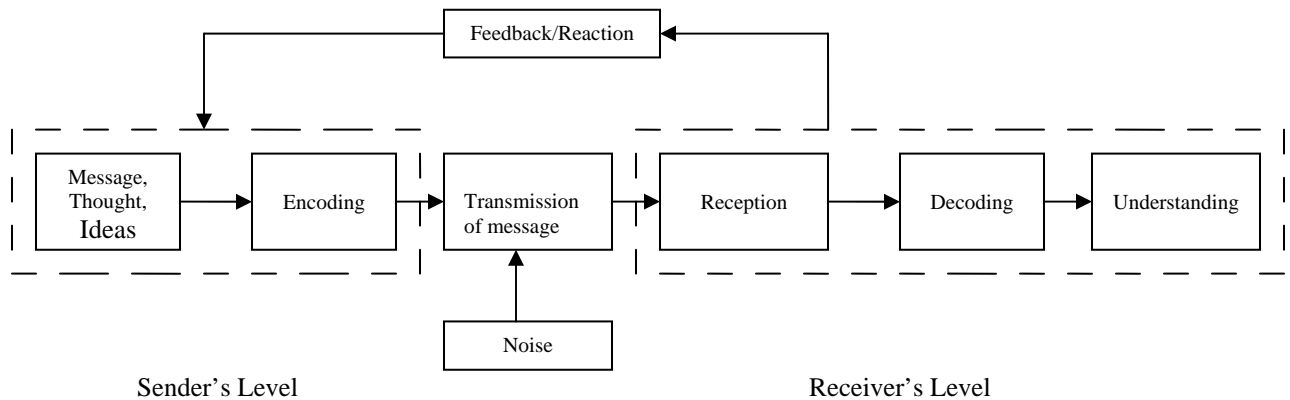 Feedback/Reaction
Message,
Thought,
Ideas
Encoding
Transmission
of message
Reception
Decoding
Understanding
Noise
Sender’s Level
Receiver’s Level